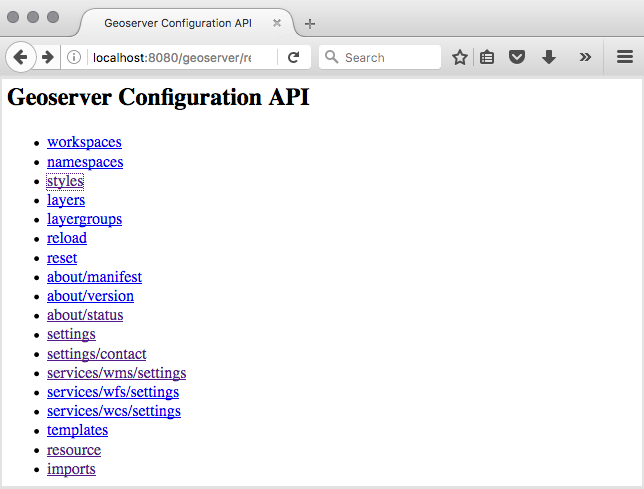 Geoserver Configuration API
localhost:8080/geoserver/re
Search
Geoserver Configuration API
workspaces
namespaces
styles
layers
layergroups
reload
reset
about/manifest
about/version
about/status
settings
settings/contact
services/wms/settings
services/wfs/settings
services/wcs/settings
templates
resource
imports